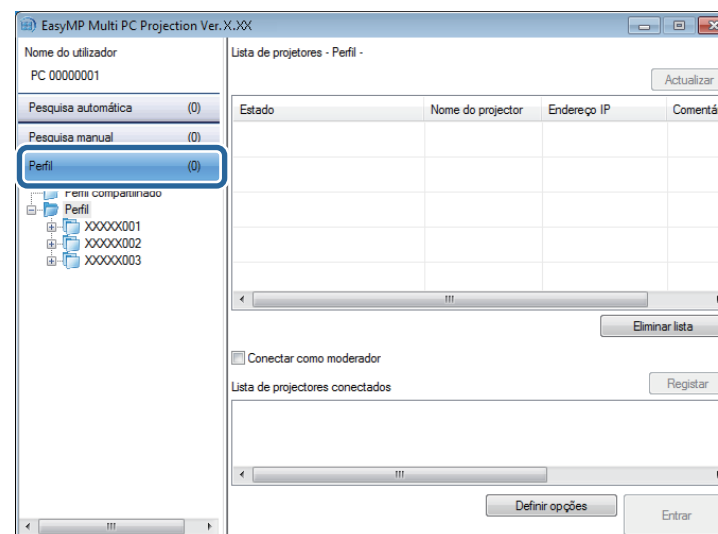 EasyMP Multi PC Projection Ver.X.XX
Nome do utilizador
PC 00000001
Pesquisa automática (0)
Pesquisa manual (0)
Perfil (0)
Perfil compartilhado
Perfil
XXXXX001
XXXXX002
XXXXX003
Lista de projetores - Perfil -
Actualizar
Estado Nome do projector Endereço IP Comentá
Eliminar lista
Conectar como moderador
Lista de projectores conectados
Registar
Definir opções
Entrar